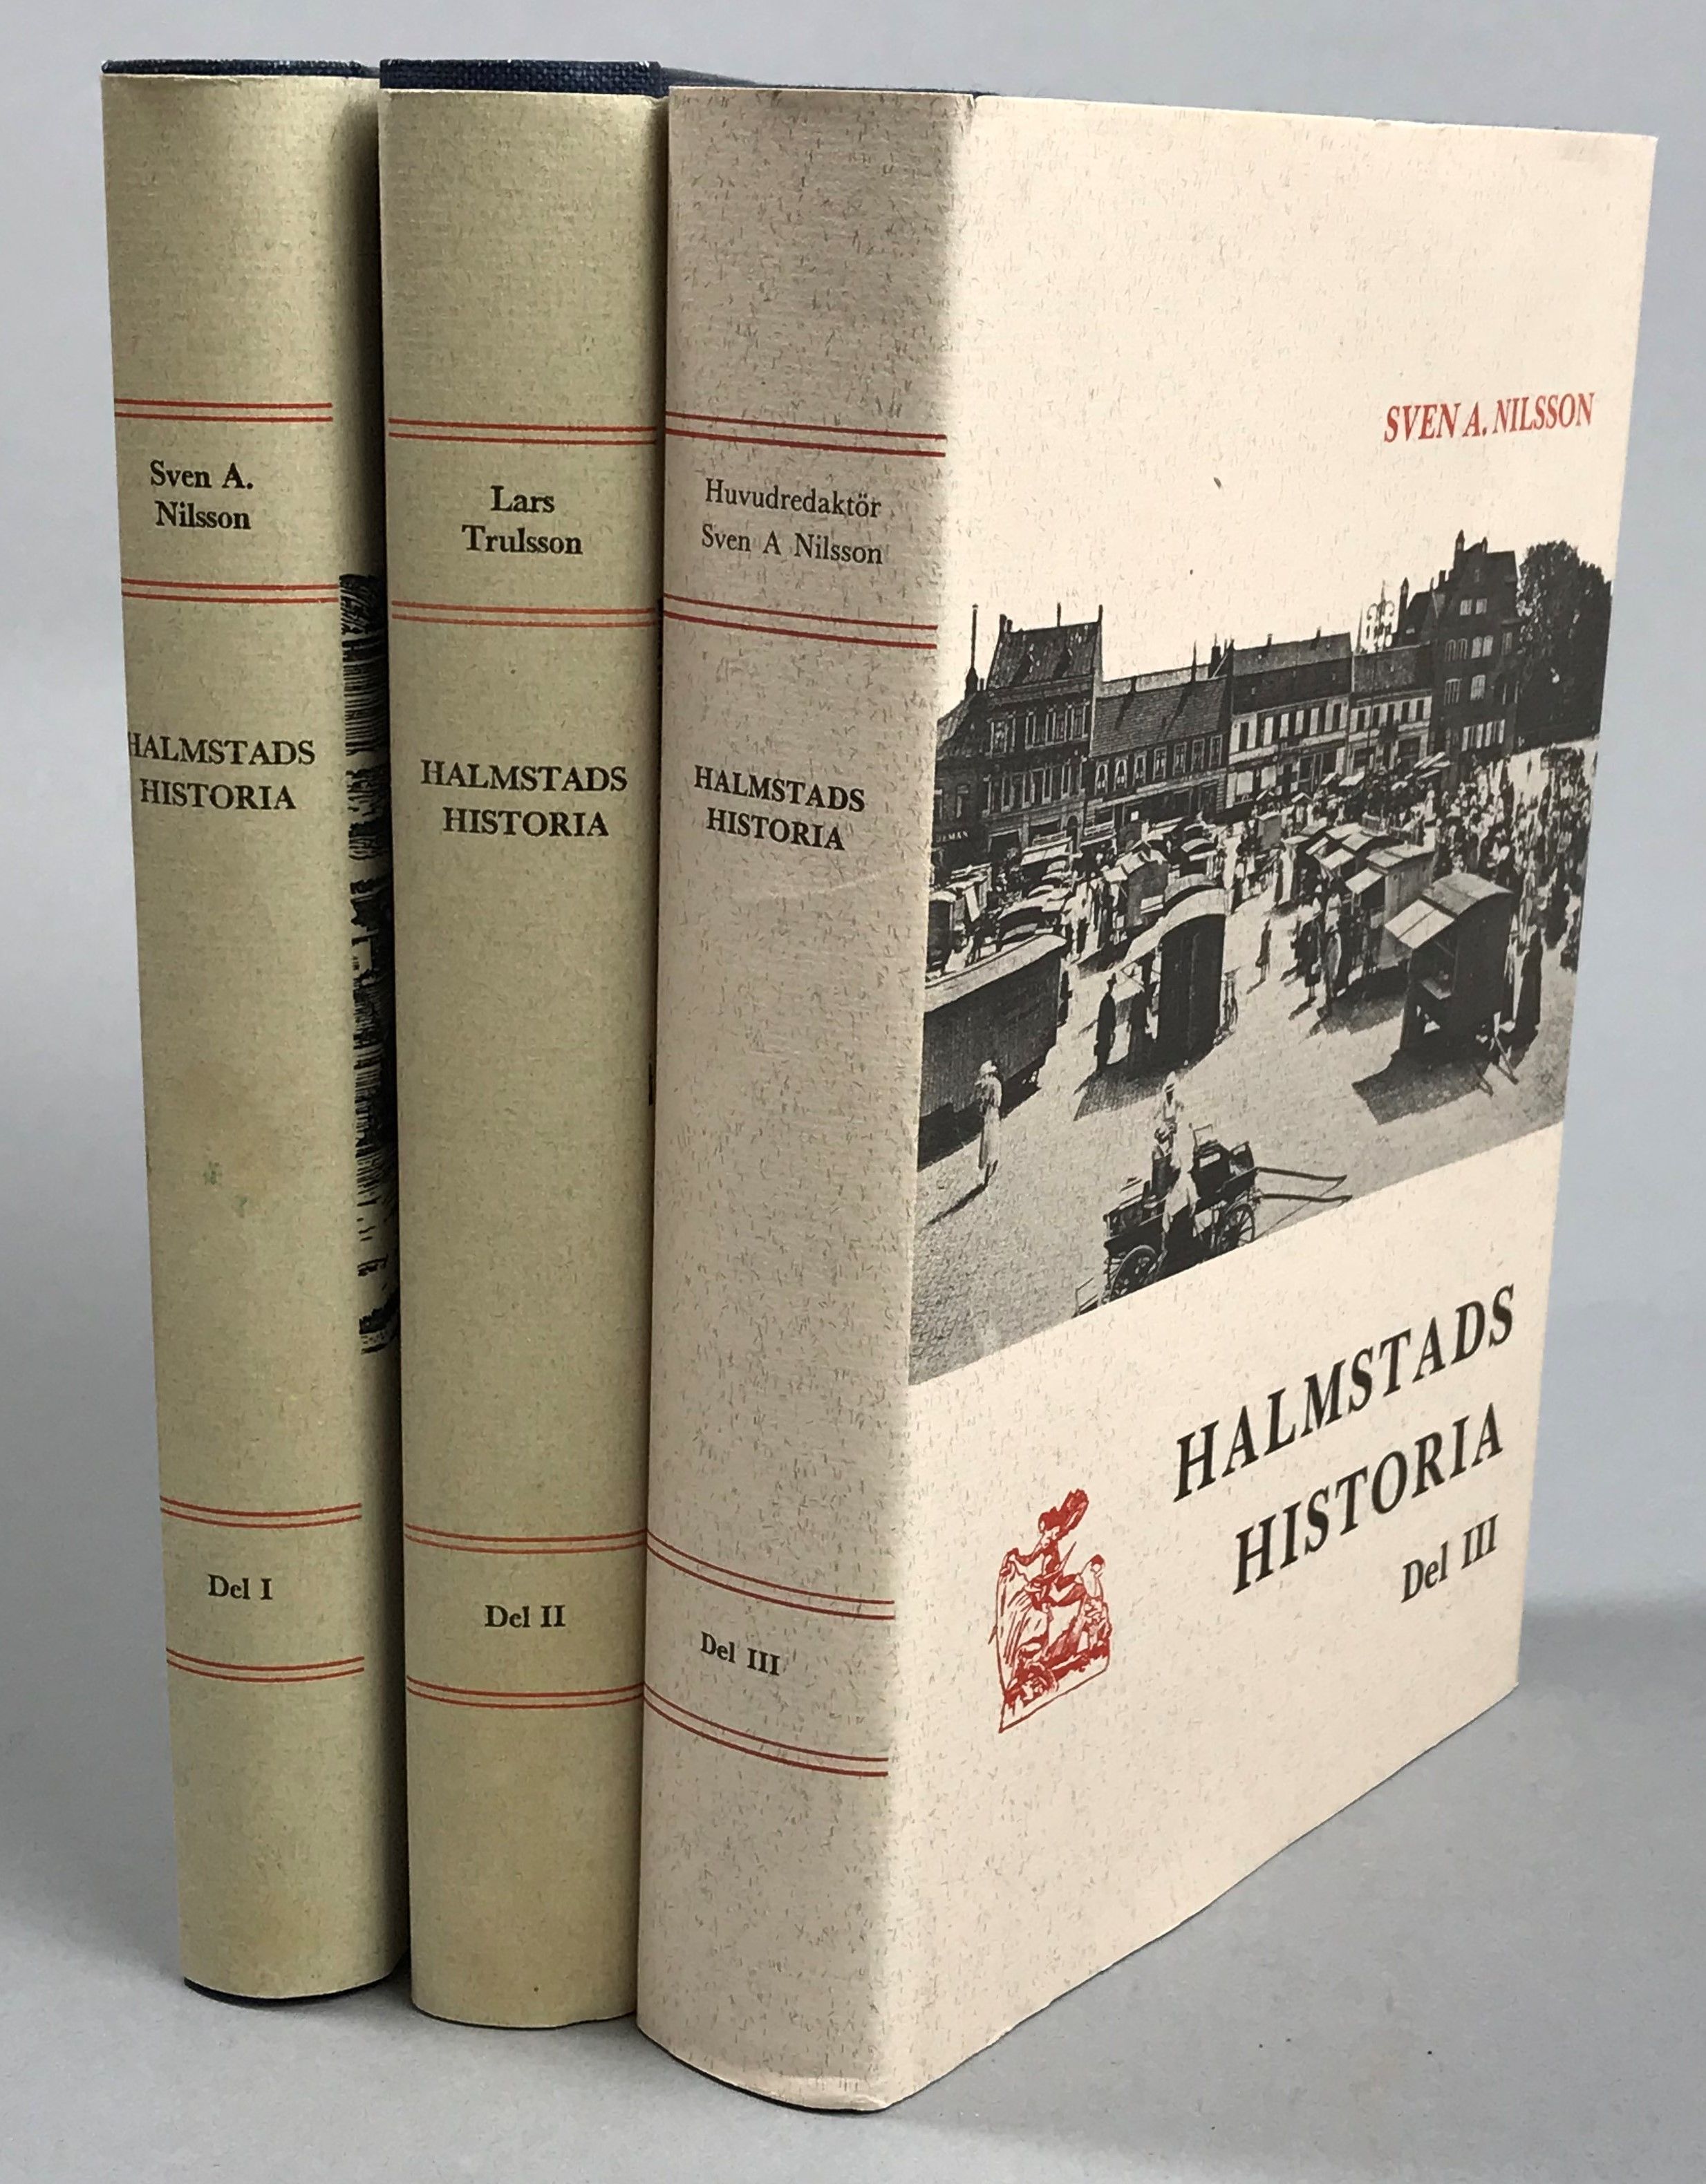 Sven A.
Nilsson
HALMSTADS
HISTORIA
Del I
Lars
Trulsson
HALMSTADS
HISTORIA
Del II
Huvudredaktör
Sven A Nilsson
HALMSTADS
HISTORIA
Del III
SVEN A. NILSSON
HALMSTADS
HISTORIA
Del III